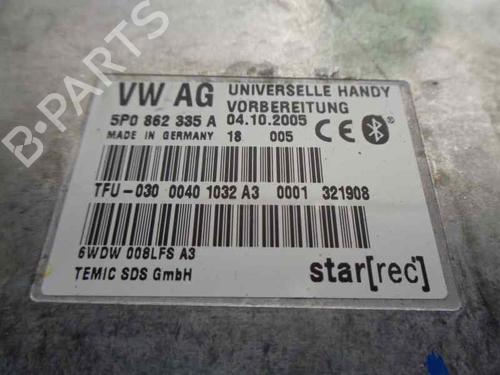 B-PARTS
VW AG UNIVERSELLE HANDY
VORBEREITUNG
5P0 862 335 A 04.10.2005
MADE IN GERMANY 18 005 CE
TFU-030 0040 1032 A3 0001 321908
6WDW 008LFS A3
TEMIC SDS GmbH star[rec]